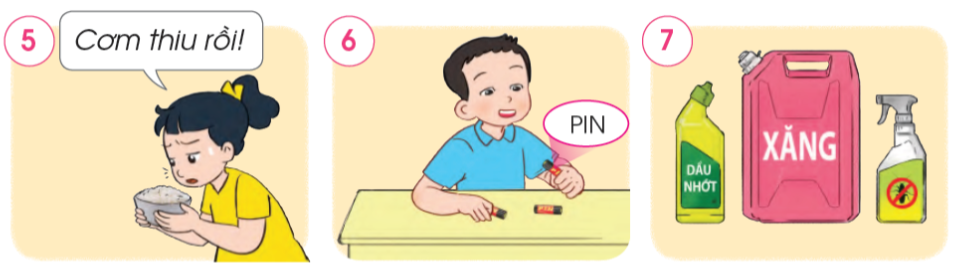 5
Cơm thiu rồi!
6
PIN
7
DẦU
NHỚT
XĂNG